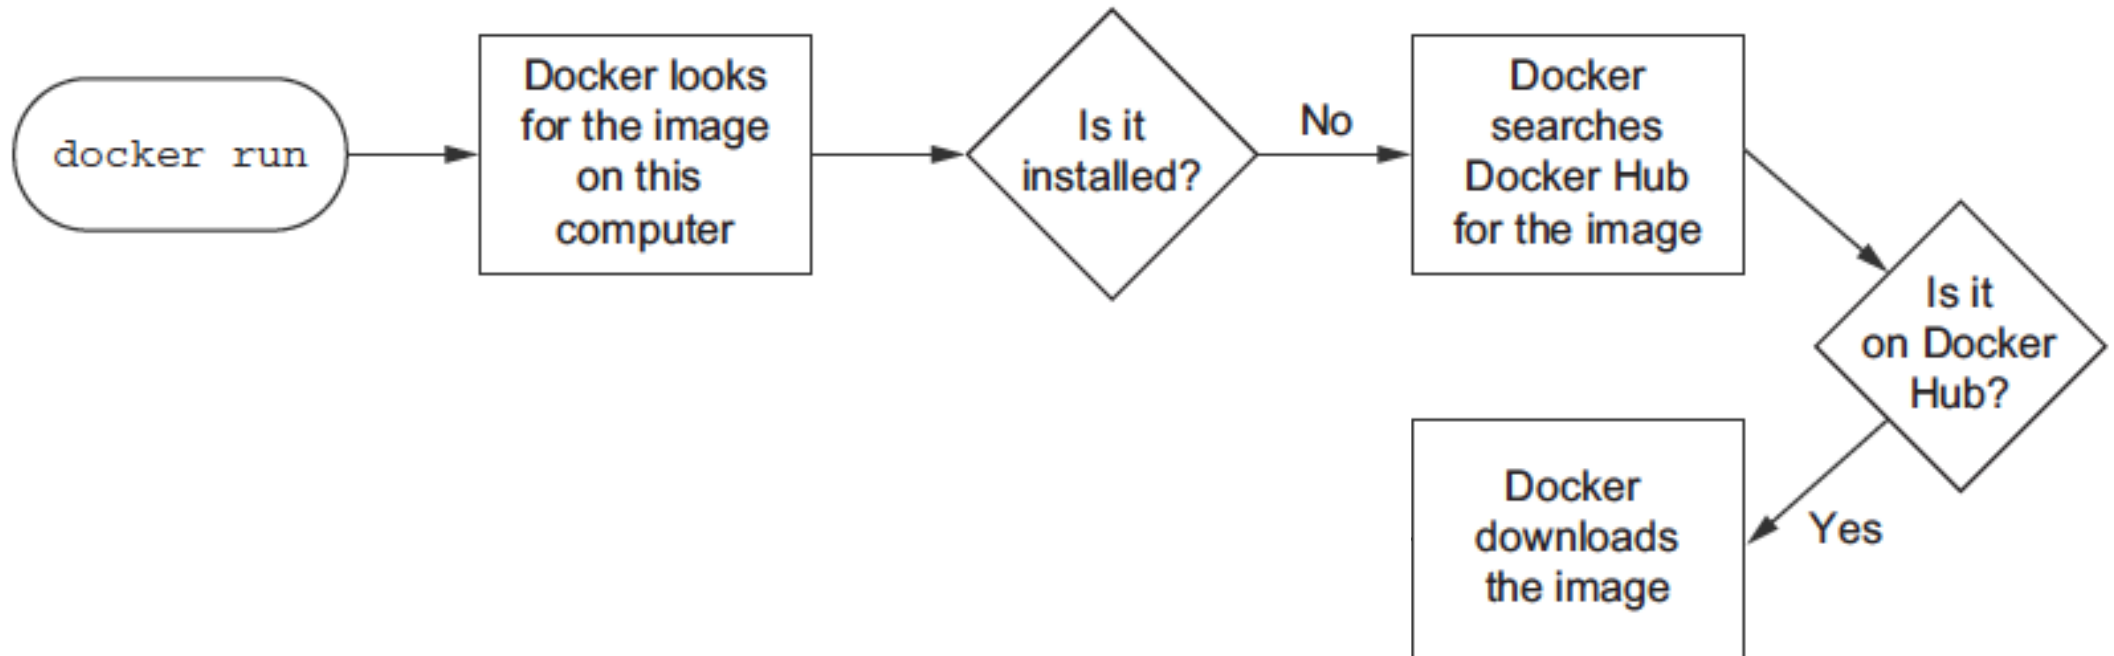 docker run
Docker looks
for the image
on this
computer
Is it
installed?
No
Docker
searches
Docker Hub
for the image
Is it
on Docker
Hub?
Yes
Docker
downloads
the image